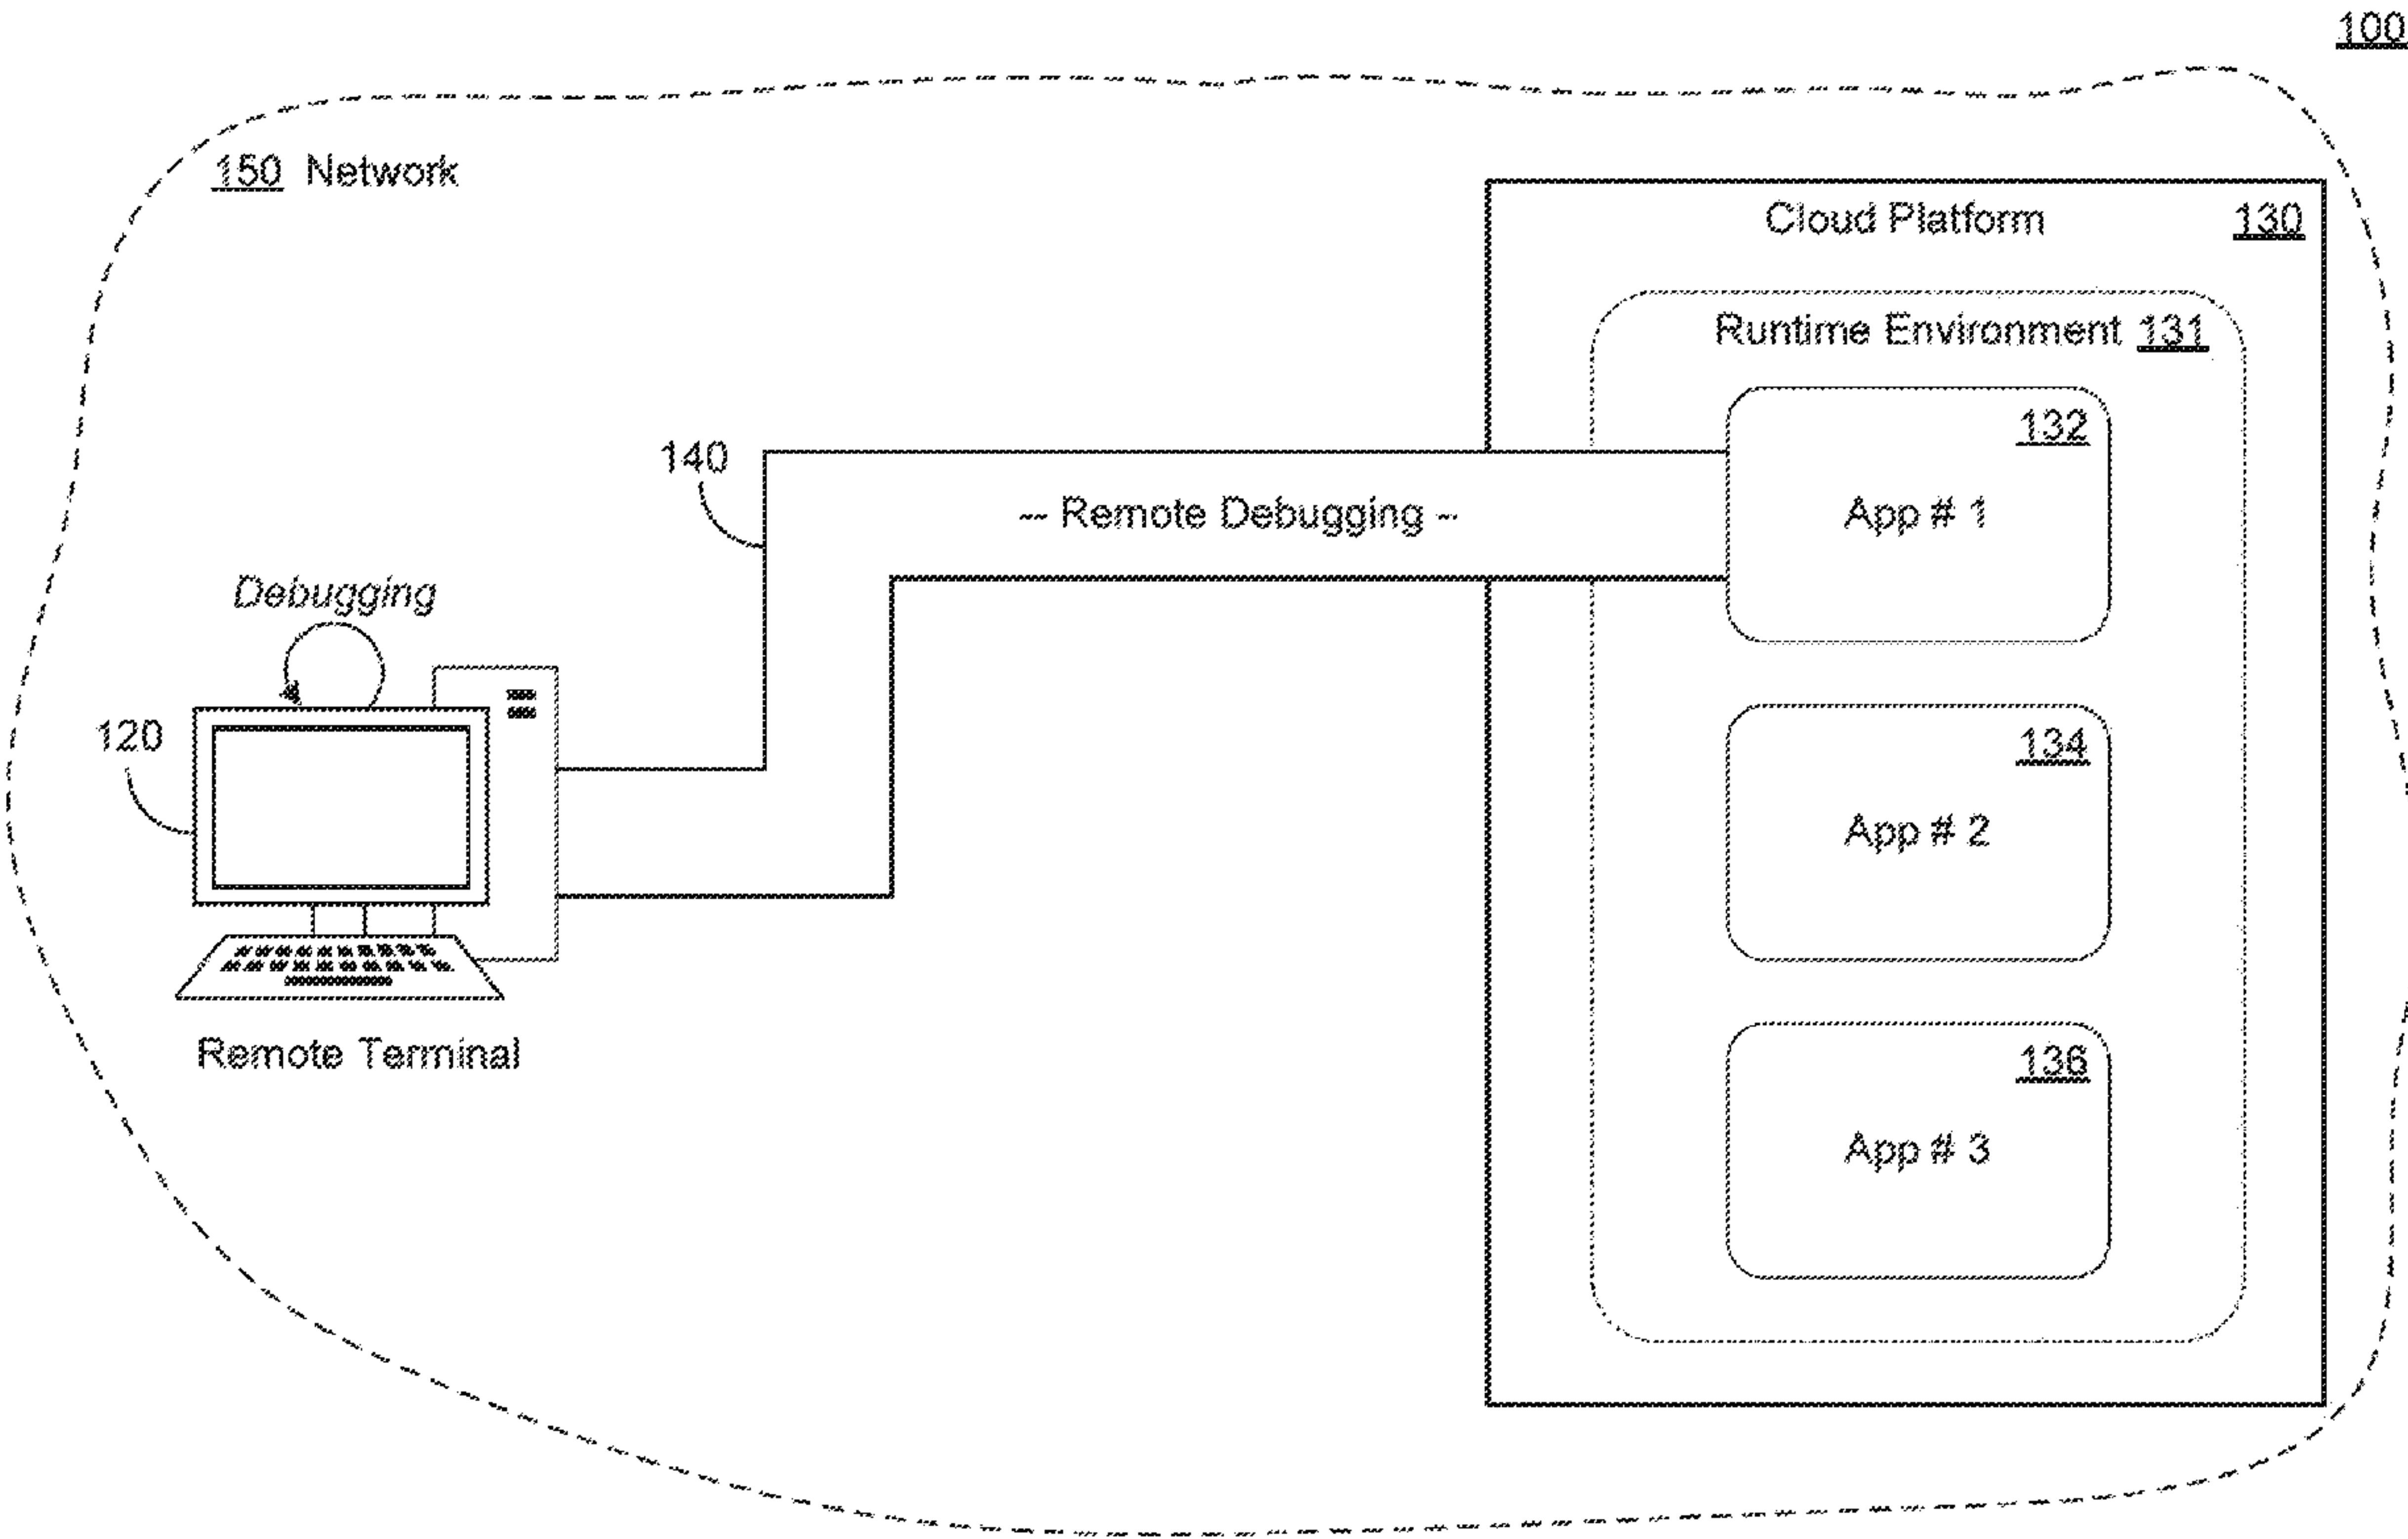 100
150 Network
Cloud Platform 130
Runtime Environment 131
132
140
-- Remote Debugging --
App # 1
Debugging
120
134
App # 2
Remote Terminal
136
App # 3